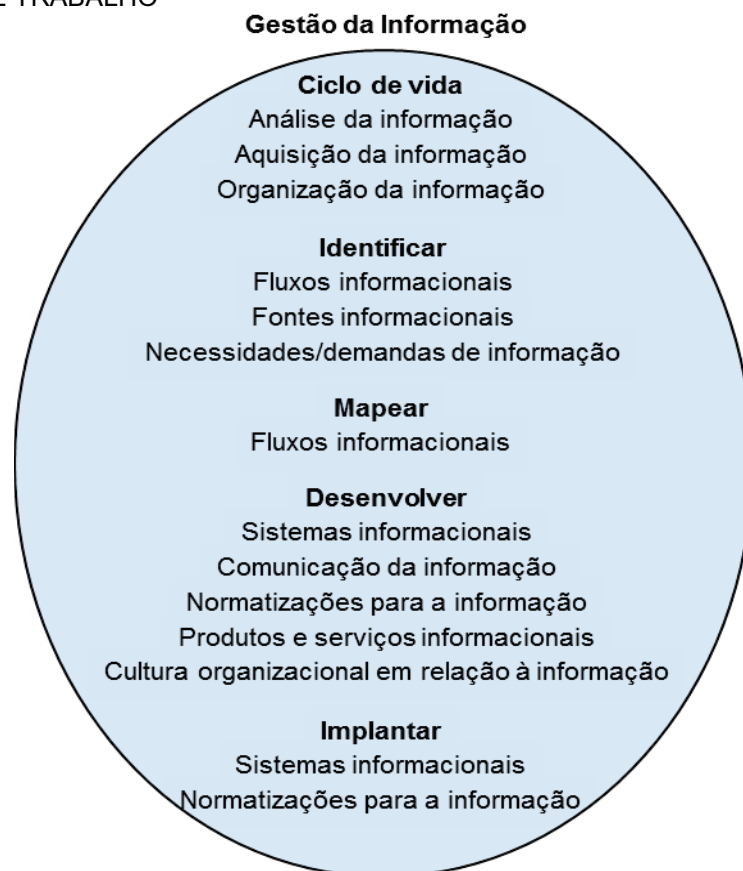 TRABALHO
Gestão da Informação
Ciclo de vida
Análise da informação
Aquisição da informação
Organização da informação
Identificar
Fluxos informacionais
Fontes informacionais
Necessidades/demandas de informação
Mapear
Fluxos informacionais
Desenvolver
Sistemas informacionais
Comunicação da informação
Normatizações para a informação
Produtos e serviços informacionais
Cultura organizacional em relação à informação
Implantar
Sistemas informacionais
Normatizações para a informação